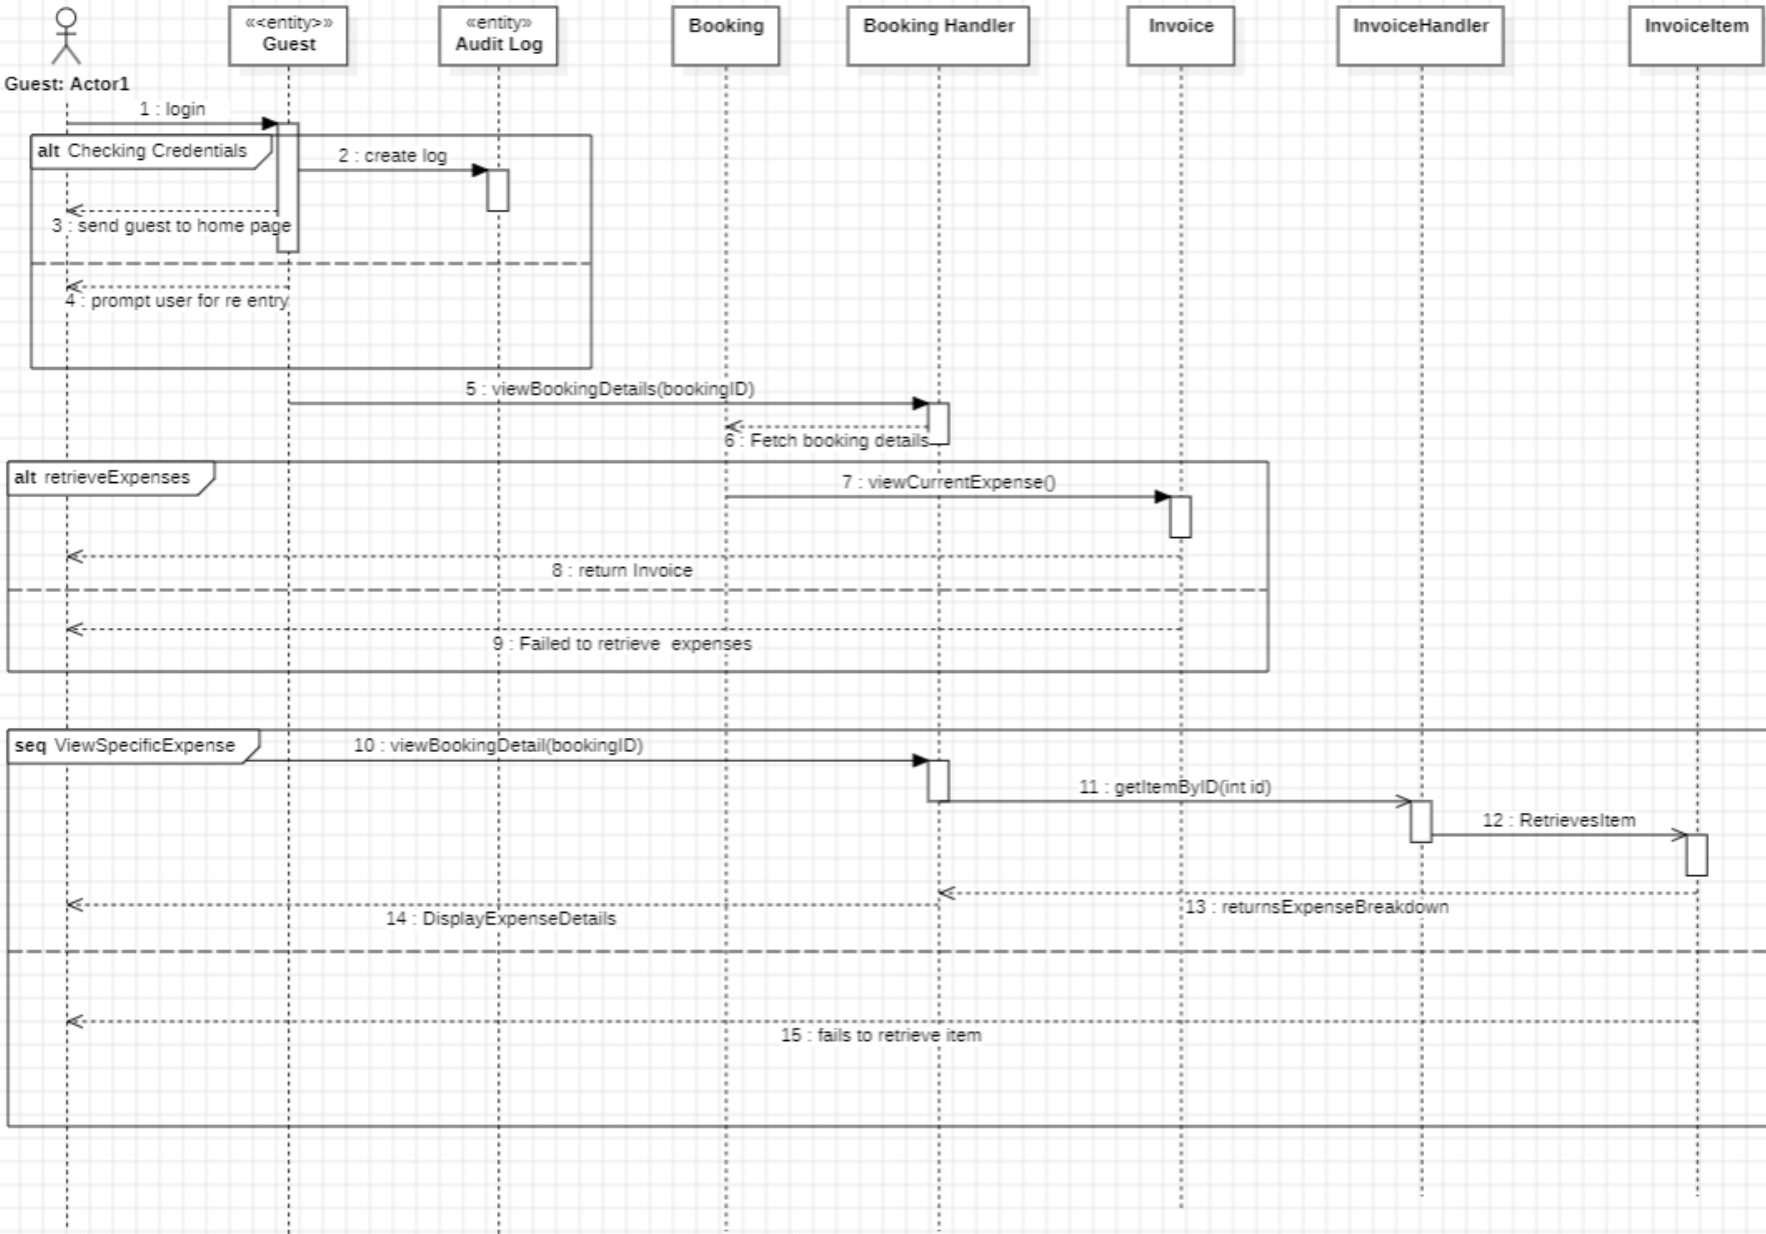 «<entity>»
Guest
«entity»
Audit Log
Booking
Booking Handler
Invoice
InvoiceHandler
InvoiceItem
Guest: Actor1
1 : login
alt Checking Credentials
2 : create log
3 : send guest to home page
4 : prompt user for re entry
5 : viewBookingDetails(bookingID)
6 : Fetch booking details
alt retrieveExpenses
7 : viewCurrentExpense()
8 : return Invoice
9 : Failed to retrieve expenses
seq ViewSpecificExpense
10 : viewBookingDetail(bookingID)
11 : getItemByID(int id)
12 : RetrievesItem
13 : returnsExpenseBreakdown
14 : DisplayExpenseDetails
15 : fails to retrieve item